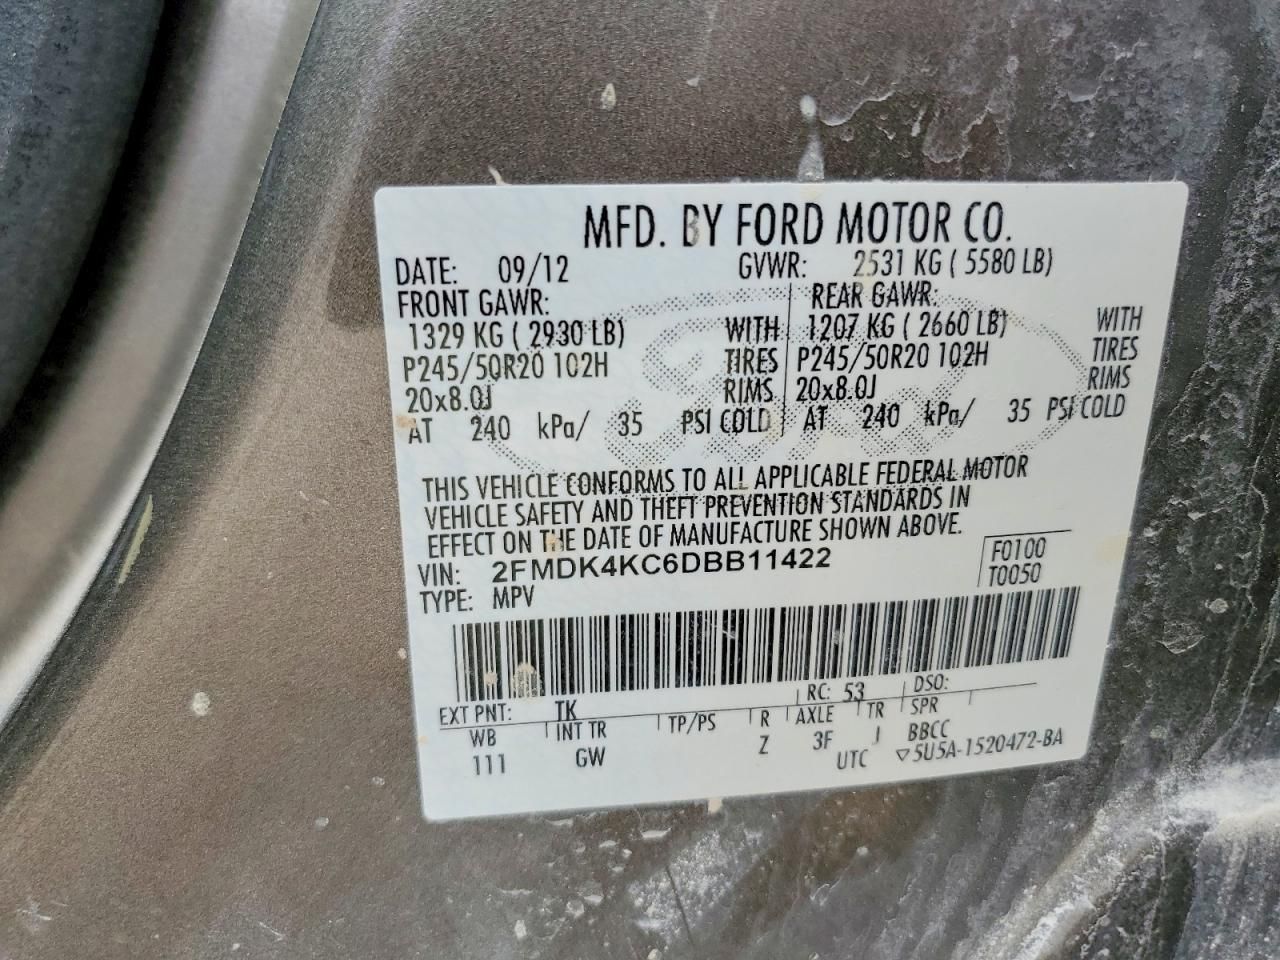 MFD. BY FORD MOTOR CO.
DATE: 09/12 GVWR: 2531 KG ( 5580 LB)
FRONT GAWR: REAR GAWR:
1329 KG ( 2930 LB) WITH 1207 KG ( 2660 LB) WITH
P245/50R20 102H TIRES P245/50R20 102H TIRES
20x8.0J RIMS 20x8.0J RIMS
AT 240 kPa/ 35 PSI COLD AT 240 kPa/ 35 PSI COLD
THIS VEHICLE CONFORMS TO ALL APPLICABLE FEDERAL MOTOR
VEHICLE SAFETY AND THEFT PREVENTION STANDARDS IN
EFFECT ON THE DATE OF MANUFACTURE SHOWN ABOVE.
VIN: 2FMDK4KC6DBB11422 F0100
TYPE: MPV T0050
EXT PNT: TK RC: 53 DSO:
WB INT TR TP/PS R AXLE TR SPR
111 GW Z 3F J BBCC
UTC ▽5U5A-1520472-BA